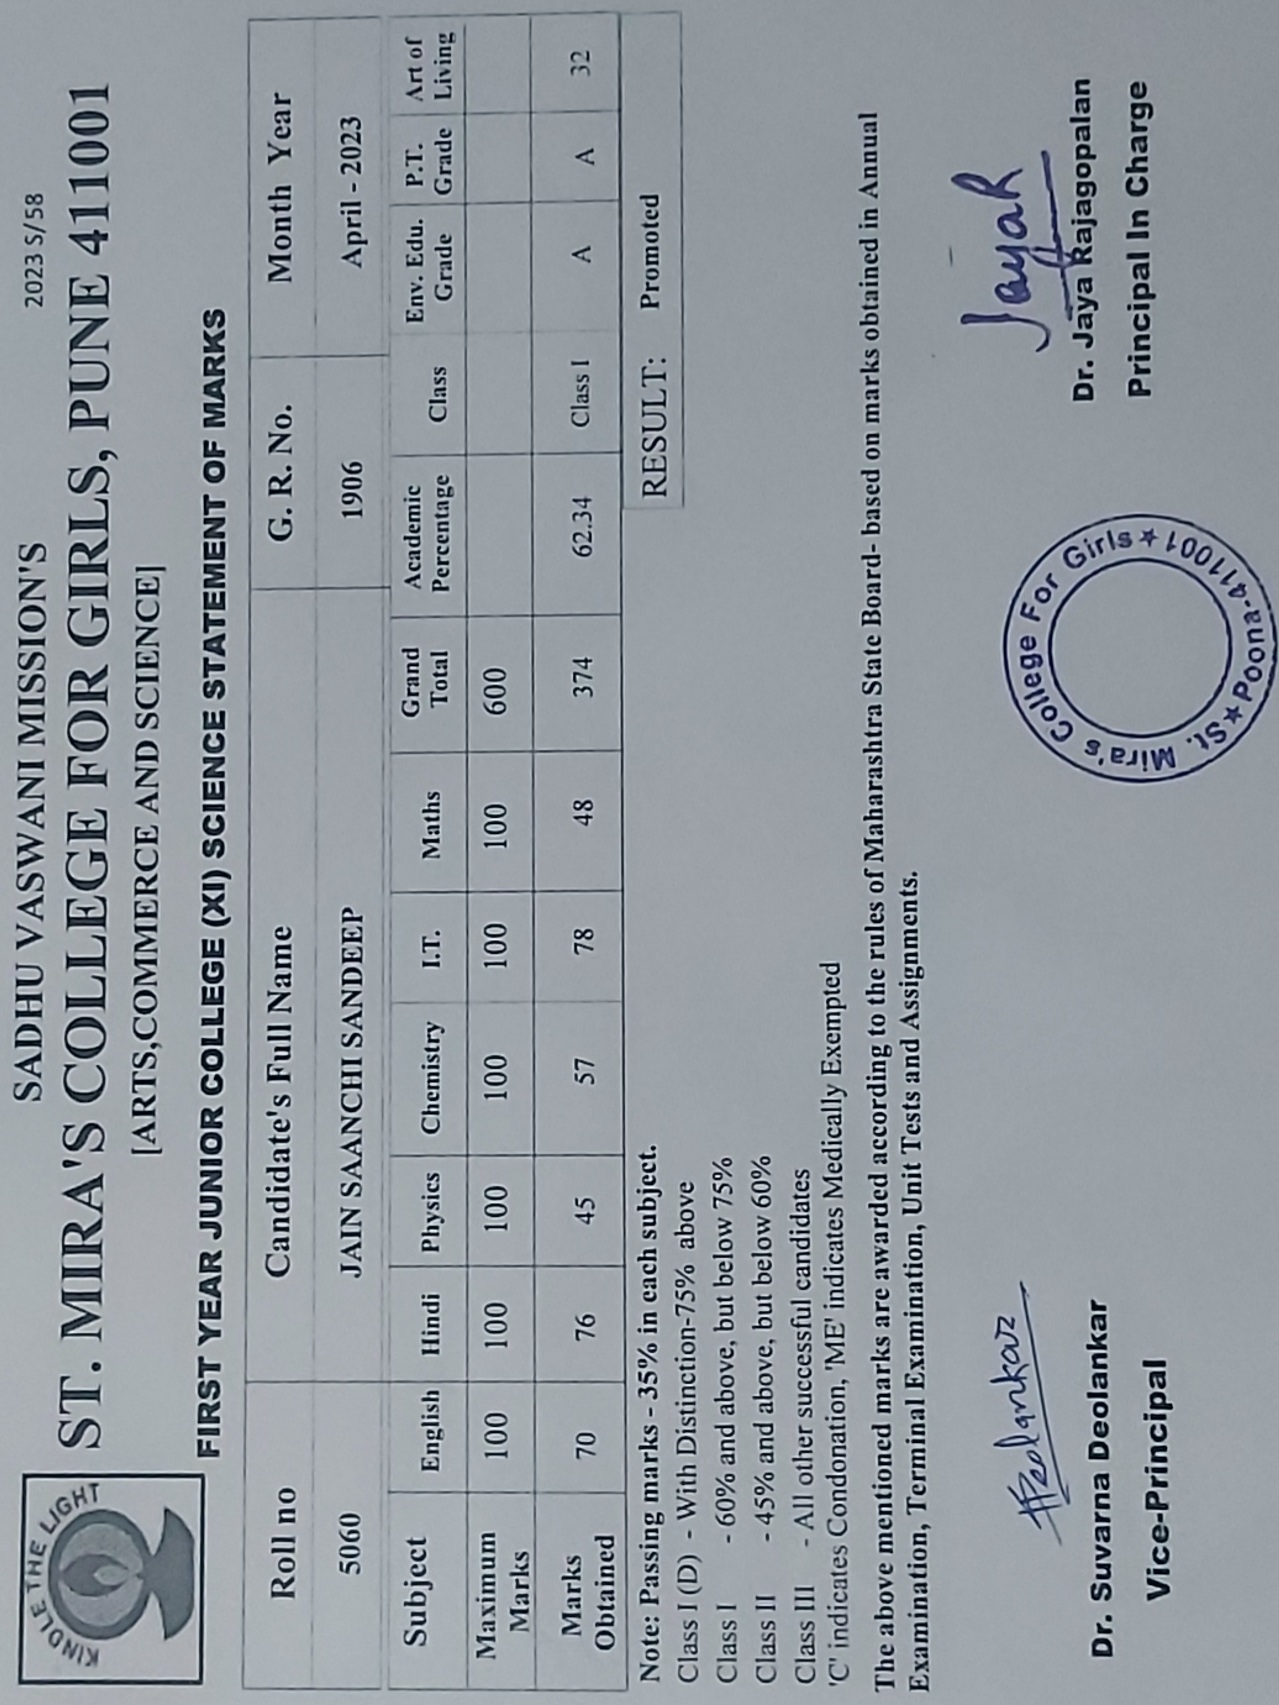 KINDLE THE LIGHT
2023 S/58
SADHU VASWANI MISSION'S
ST. MIRA'S COLLEGE FOR GIRLS, PUNE 411001
[ARTS,COMMERCE AND SCIENCE]
FIRST YEAR JUNIOR COLLEGE (XI) SCIENCE STATEMENT OF MARKS
Roll no Candidate's Full Name G. R. No. Month Year
5060 JAIN SAANCHI SANDEEP 1906 April - 2023
Subject English Hindi Physics Chemistry I.T. Maths Grand Total Academic Percentage Class Env. Edu. Grade P.T. Grade Art of Living
Maximum Marks 100 100 100 100 100 100 600
Marks Obtained 70 76 45 57 78 48 374 62.34 Class I A A 32
RESULT: Promoted
Note: Passing marks - 35% in each subject.
Class I (D) - With Distinction-75% above
Class I - 60% and above, but below 75%
Class II - 45% and above, but below 60%
Class III - All other successful candidates
'C' indicates Condonation, 'ME' indicates Medically Exempted
The above mentioned marks are awarded according to the rules of Maharashtra State Board- based on marks obtained in Annual
Examination, Terminal Examination, Unit Tests and Assignments.
Deolankar
JayaR
St. Mira's College For Girls ★ Poona-411001 ★
Dr. Suvarna Deolankar Dr. Jaya Rajagopalan
Vice-Principal Principal In Charge